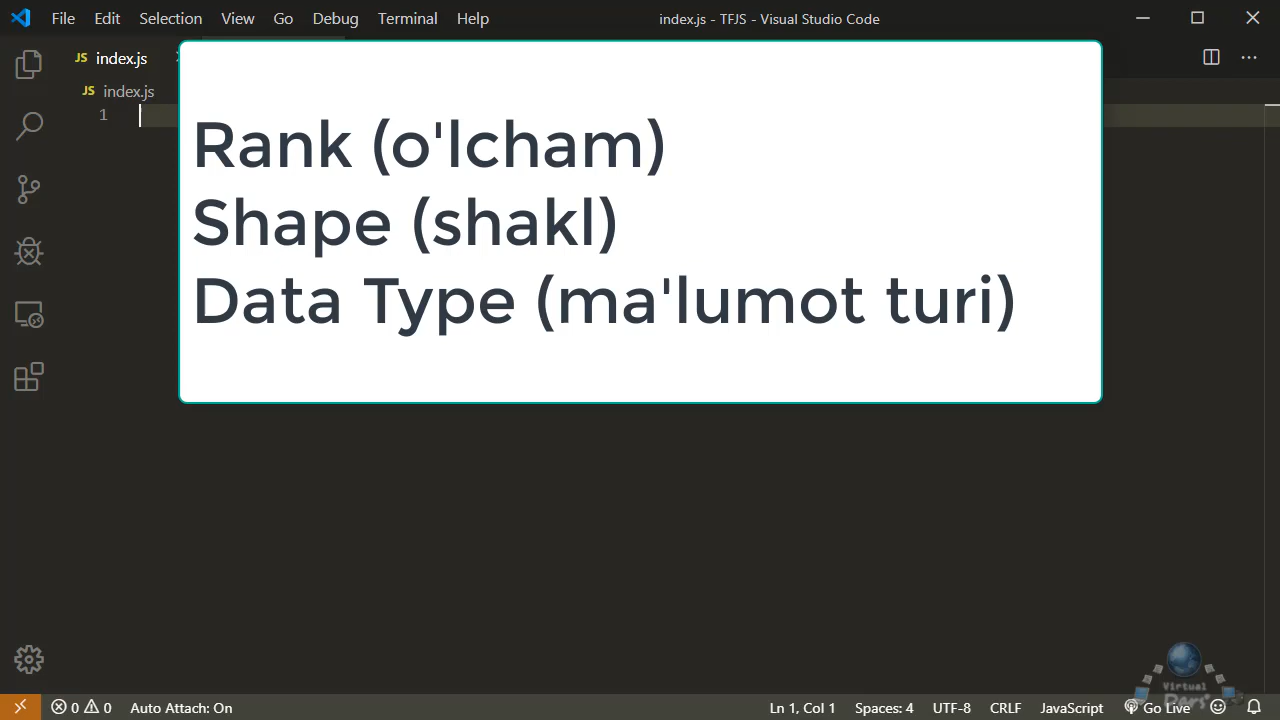 File Edit Selection View Go Debug Terminal Help index.js - TFJS - Visual Studio Code
JS index.js
JS index.js
1
Rank (o'lcham)
Shape (shakl)
Data Type (ma'lumot turi)
Virtual
Dars
0 0 Auto Attach: On Ln 1, Col 1 Spaces: 4 UTF-8 CRLF JavaScript Go Live